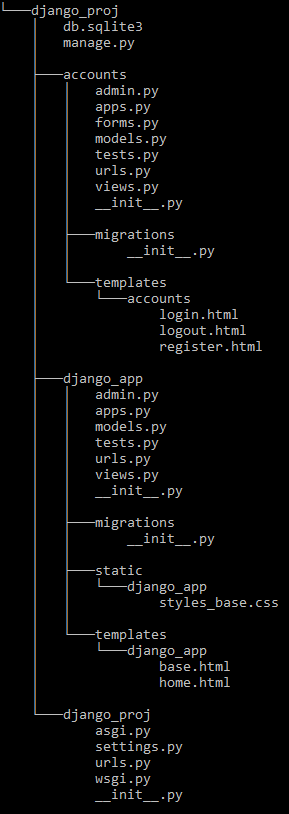 django_proj
db.sqlite3
manage.py
accounts
admin.py
apps.py
forms.py
models.py
tests.py
urls.py
views.py
__init__.py
migrations
__init__.py
templates
accounts
login.html
logout.html
register.html
django_app
admin.py
apps.py
models.py
tests.py
urls.py
views.py
__init__.py
migrations
__init__.py
static
django_app
styles_base.css
templates
django_app
base.html
home.html
django_proj
asgi.py
settings.py
urls.py
wsgi.py
__init__.py